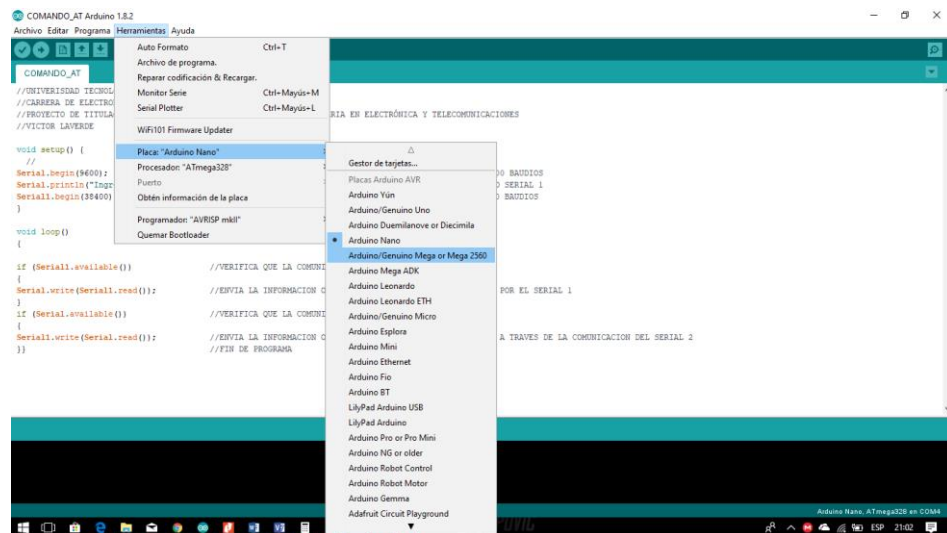 COMANDO_AT Arduino 1.8.2
Archivo Editar Programa Herramientas Ayuda
COMANDO_AT
//UNIVERISDAD TECNOL
//CARRERA DE ELECTRO
//PROYECTO DE TITULA
RIA EN ELECTRÓNICA Y TELECOMUNICACIONES
//VICTOR LAVERDE
void setup() {
//
Serial.begin(9600);
00 BAUDIOS
Serial.println("Ingr
O SERIAL 1
Serial1.begin(38400)
0 BAUDIOS
}
void loop()
{
if (Serial1.available()) //VERIFICA QUE LA COMUNI
{
Serial.write(Serial1.read()); //ENVIA LA INFORMACION O
POR EL SERIAL 1
}
if (Serial.available()) //VERIFICA QUE LA COMUNI
{
Serial1.write(Serial.read()); //ENVIA LA INFORMACION O
A TRAVES DE LA COMUNICACION DEL SERIAL 2
}} //FIN DE PROGRAMA
Auto Formato Ctrl+T
Archivo de programa.
Reparar codificación & Recargar.
Monitor Serie Ctrl+Mayús+M
Serial Plotter Ctrl+Mayús+L
WiFi101 Firmware Updater
Placa: "Arduino Nano"
Procesador: "ATmega328"
Puerto
Obtén información de la placa
Programador: "AVRISP mkII"
Quemar Bootloader
Gestor de tarjetas...
Placas Arduino AVR
Arduino Yún
Arduino/Genuino Uno
Arduino Duemilanove or Diecimila
Arduino Nano
Arduino/Genuino Mega or Mega 2560
Arduino Mega ADK
Arduino Leonardo
Arduino Leonardo ETH
Arduino/Genuino Micro
Arduino Esplora
Arduino Mini
Arduino Ethernet
Arduino Fio
Arduino BT
LilyPad Arduino USB
LilyPad Arduino
Arduino Pro or Pro Mini
Arduino NG or older
Arduino Robot Control
Arduino Robot Motor
Arduino Gemma
Adafruit Circuit Playground
Arduino Nano, ATmega328 en COM4
ESP 21:02